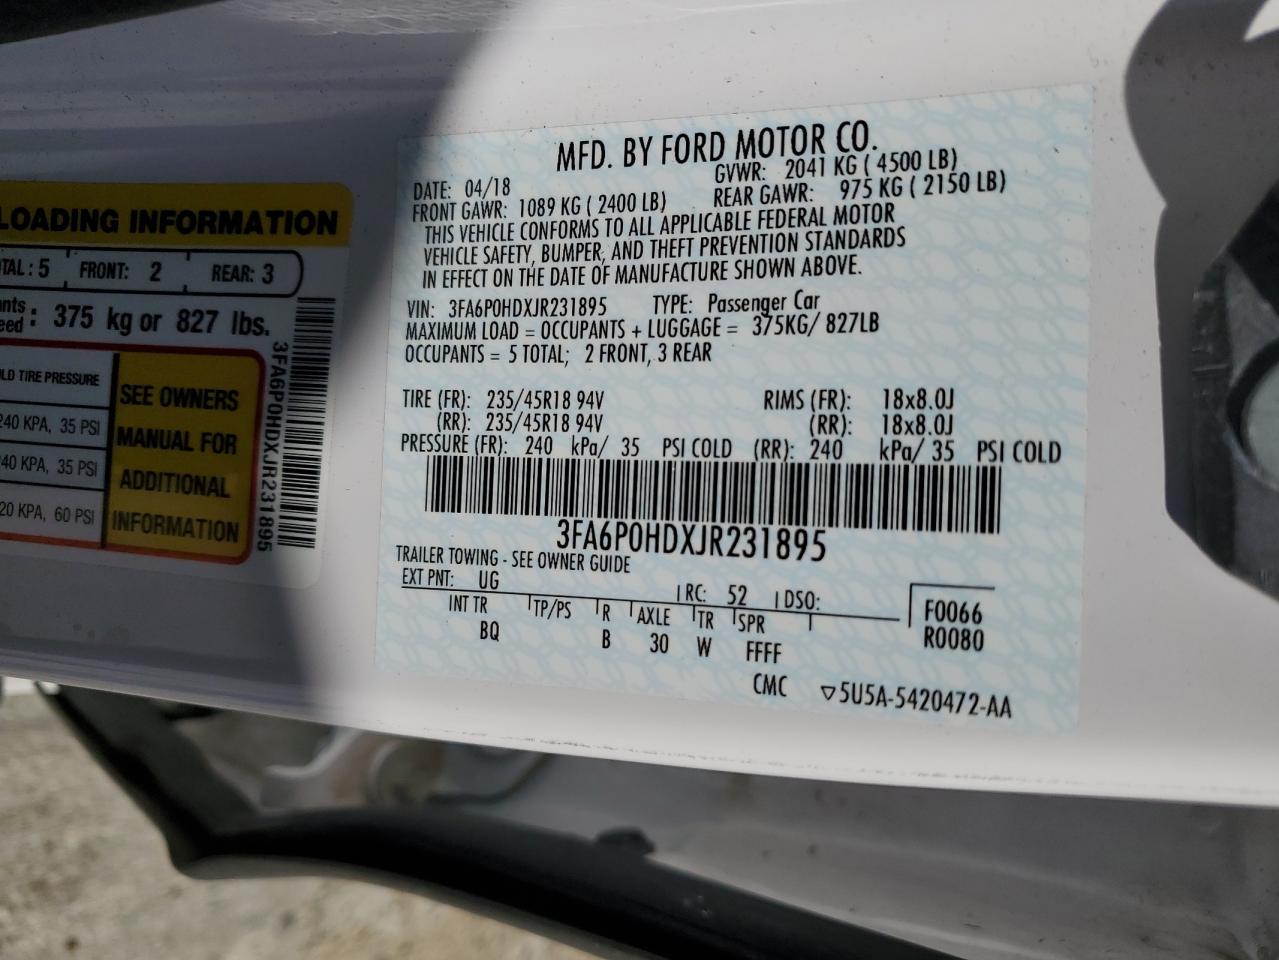 LOADING INFORMATION
TAL: 5 FRONT: 2 REAR: 3
nts
eed : 375 kg or 827 lbs.
LD TIRE PRESSURE
240 KPA, 35 PSI
40 KPA, 35 PSI
20 KPA, 60 PSI
SEE OWNERS
MANUAL FOR
ADDITIONAL
INFORMATION
3FA6P0HDXJR231895
MFD. BY FORD MOTOR CO.
DATE: 04/18 GVWR: 2041 KG ( 4500 LB)
FRONT GAWR: 1089 KG ( 2400 LB) REAR GAWR: 975 KG ( 2150 LB)
THIS VEHICLE CONFORMS TO ALL APPLICABLE FEDERAL MOTOR
VEHICLE SAFETY, BUMPER, AND THEFT PREVENTION STANDARDS
IN EFFECT ON THE DATE OF MANUFACTURE SHOWN ABOVE.
VIN: 3FA6P0HDXJR231895 TYPE: Passenger Car
MAXIMUM LOAD = OCCUPANTS + LUGGAGE = 375KG/ 827LB
OCCUPANTS = 5 TOTAL; 2 FRONT, 3 REAR
TIRE (FR): 235/45R18 94V RIMS (FR): 18x8.0J
(RR): 235/45R18 94V (RR): 18x8.0J
PRESSURE (FR): 240 kPa/ 35 PSI COLD (RR): 240 kPa/ 35 PSI COLD
3FA6P0HDXJR231895
TRAILER TOWING - SEE OWNER GUIDE
EXT PNT: UG RC: 52 DSO:
INT TR TP/PS R AXLE TR SPR F0066
BQ B 30 W FFFF R0080
CMC ▽5U5A-5420472-AA